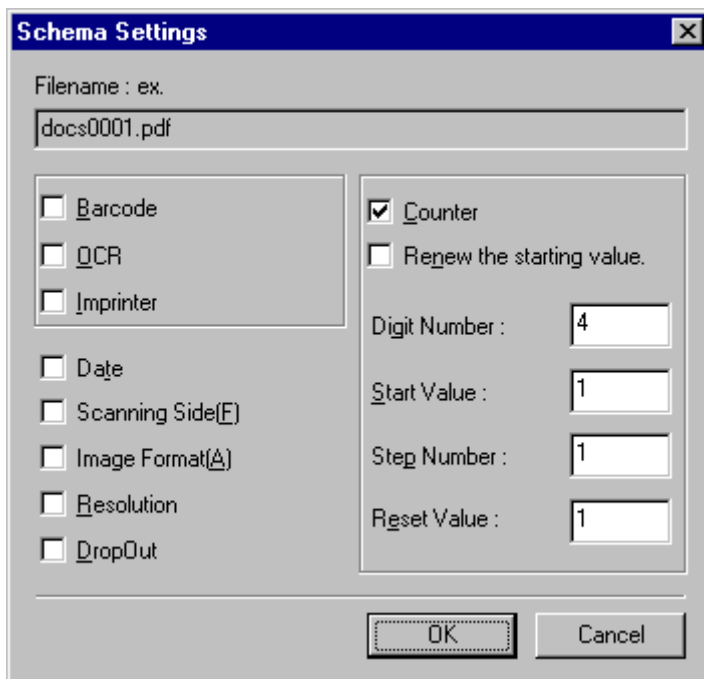 Schema Settings
Filename : ex.
docs0001.pdf
Barcode
OCR
Imprinter
Date
Scanning Side(F)
Image Format(A)
Resolution
DropOut
Counter
Renew the starting value.
Digit Number : 4
Start Value : 1
Step Number : 1
Reset Value : 1
OK Cancel